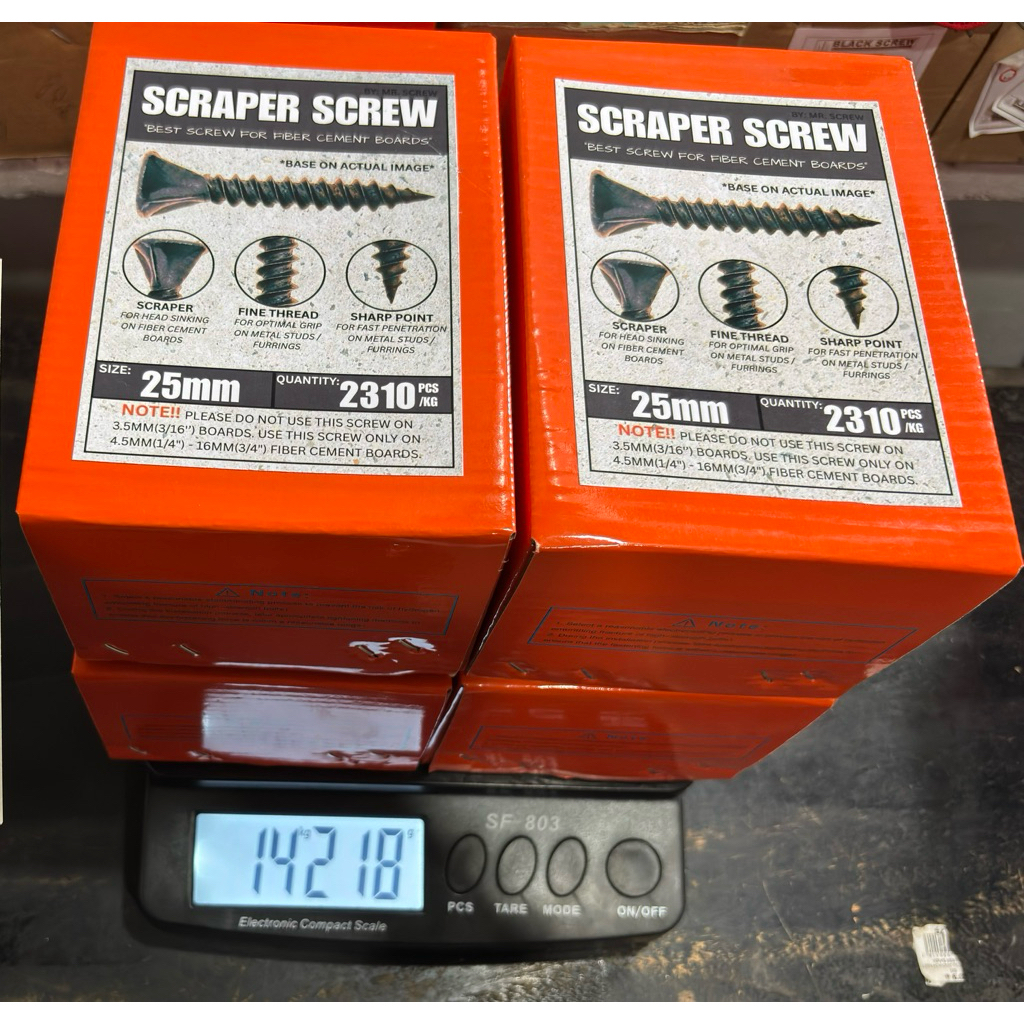 BLACK SCREW
BY: MR. SCREW
SCRAPER SCREW
"BEST SCREW FOR FIBER CEMENT BOARDS"
*BASE ON ACTUAL IMAGE*
SCRAPER
FOR HEAD SINKING
ON FIBER CEMENT
BOARDS
FINE THREAD
FOR OPTIMAL GRIP
ON METAL STUDS /
FURRINGS
SHARP POINT
FOR FAST PENETRATION
ON METAL STUDS /
FURRINGS
SIZE: 25mm
QUANTITY: 2310 PCS /KG
NOTE!! PLEASE DO NOT USE THIS SCREW ON
3.5MM(3/16") BOARDS. USE THIS SCREW ONLY ON
4.5MM(1/4") - 16MM(3/4") FIBER CEMENT BOARDS.
Note:
BY: MR. SCREW
SCRAPER SCREW
"BEST SCREW FOR FIBER CEMENT BOARDS"
*BASE ON ACTUAL IMAGE*
SCRAPER
FOR HEAD SINKING
ON FIBER CEMENT
BOARDS
FINE THREAD
FOR OPTIMAL GRIP
ON METAL STUDS /
FURRINGS
SHARP POINT
FOR FAST PENETRATION
ON METAL STUDS /
FURRINGS
SIZE: 25mm
QUANTITY: 2310 PCS /KG
NOTE!! PLEASE DO NOT USE THIS SCREW ON
3.5MM(3/16") BOARDS. USE THIS SCREW ONLY ON
4.5MM(1/4") - 16MM(3/4") FIBER CEMENT BOARDS.
Note:
SF-803
14 kg 218 g
PCS TARE MODE ON/OFF
Electronic Compact Scale